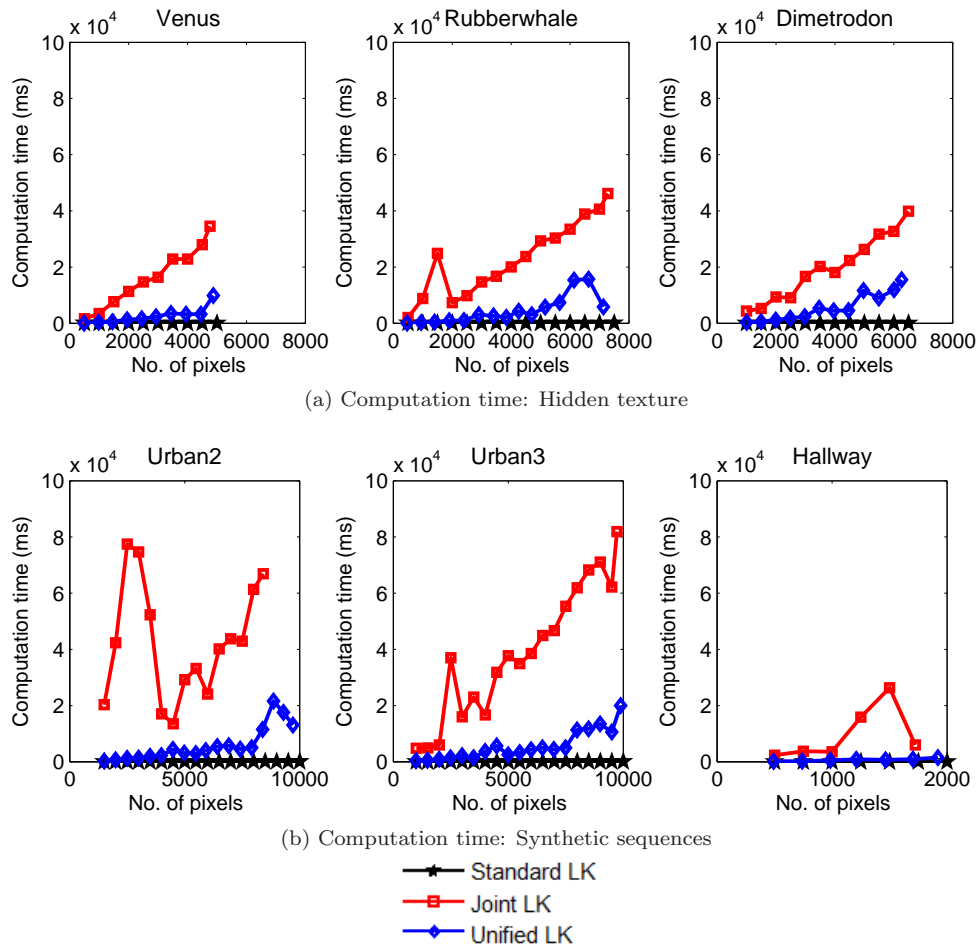 Venus
Rubberwhale
Dimetrodon
x 10^4
x 10^4
x 10^4
Computation time (ms)
Computation time (ms)
Computation time (ms)
10
8
6
4
2
0
10
8
6
4
2
0
10
8
6
4
2
0
0 2000 4000 6000 8000
0 2000 4000 6000 8000
0 2000 4000 6000 8000
No. of pixels
No. of pixels
No. of pixels
(a) Computation time: Hidden texture
Urban2
Urban3
Hallway
x 10^4
x 10^4
x 10^4
Computation time (ms)
Computation time (ms)
Computation time (ms)
10
8
6
4
2
0
10
8
6
4
2
0
10
8
6
4
2
0
0 5000 10000
0 5000 10000
0 1000 2000
No. of pixels
No. of pixels
No. of pixels
(b) Computation time: Synthetic sequences
Standard LK
Joint LK
Unified LK